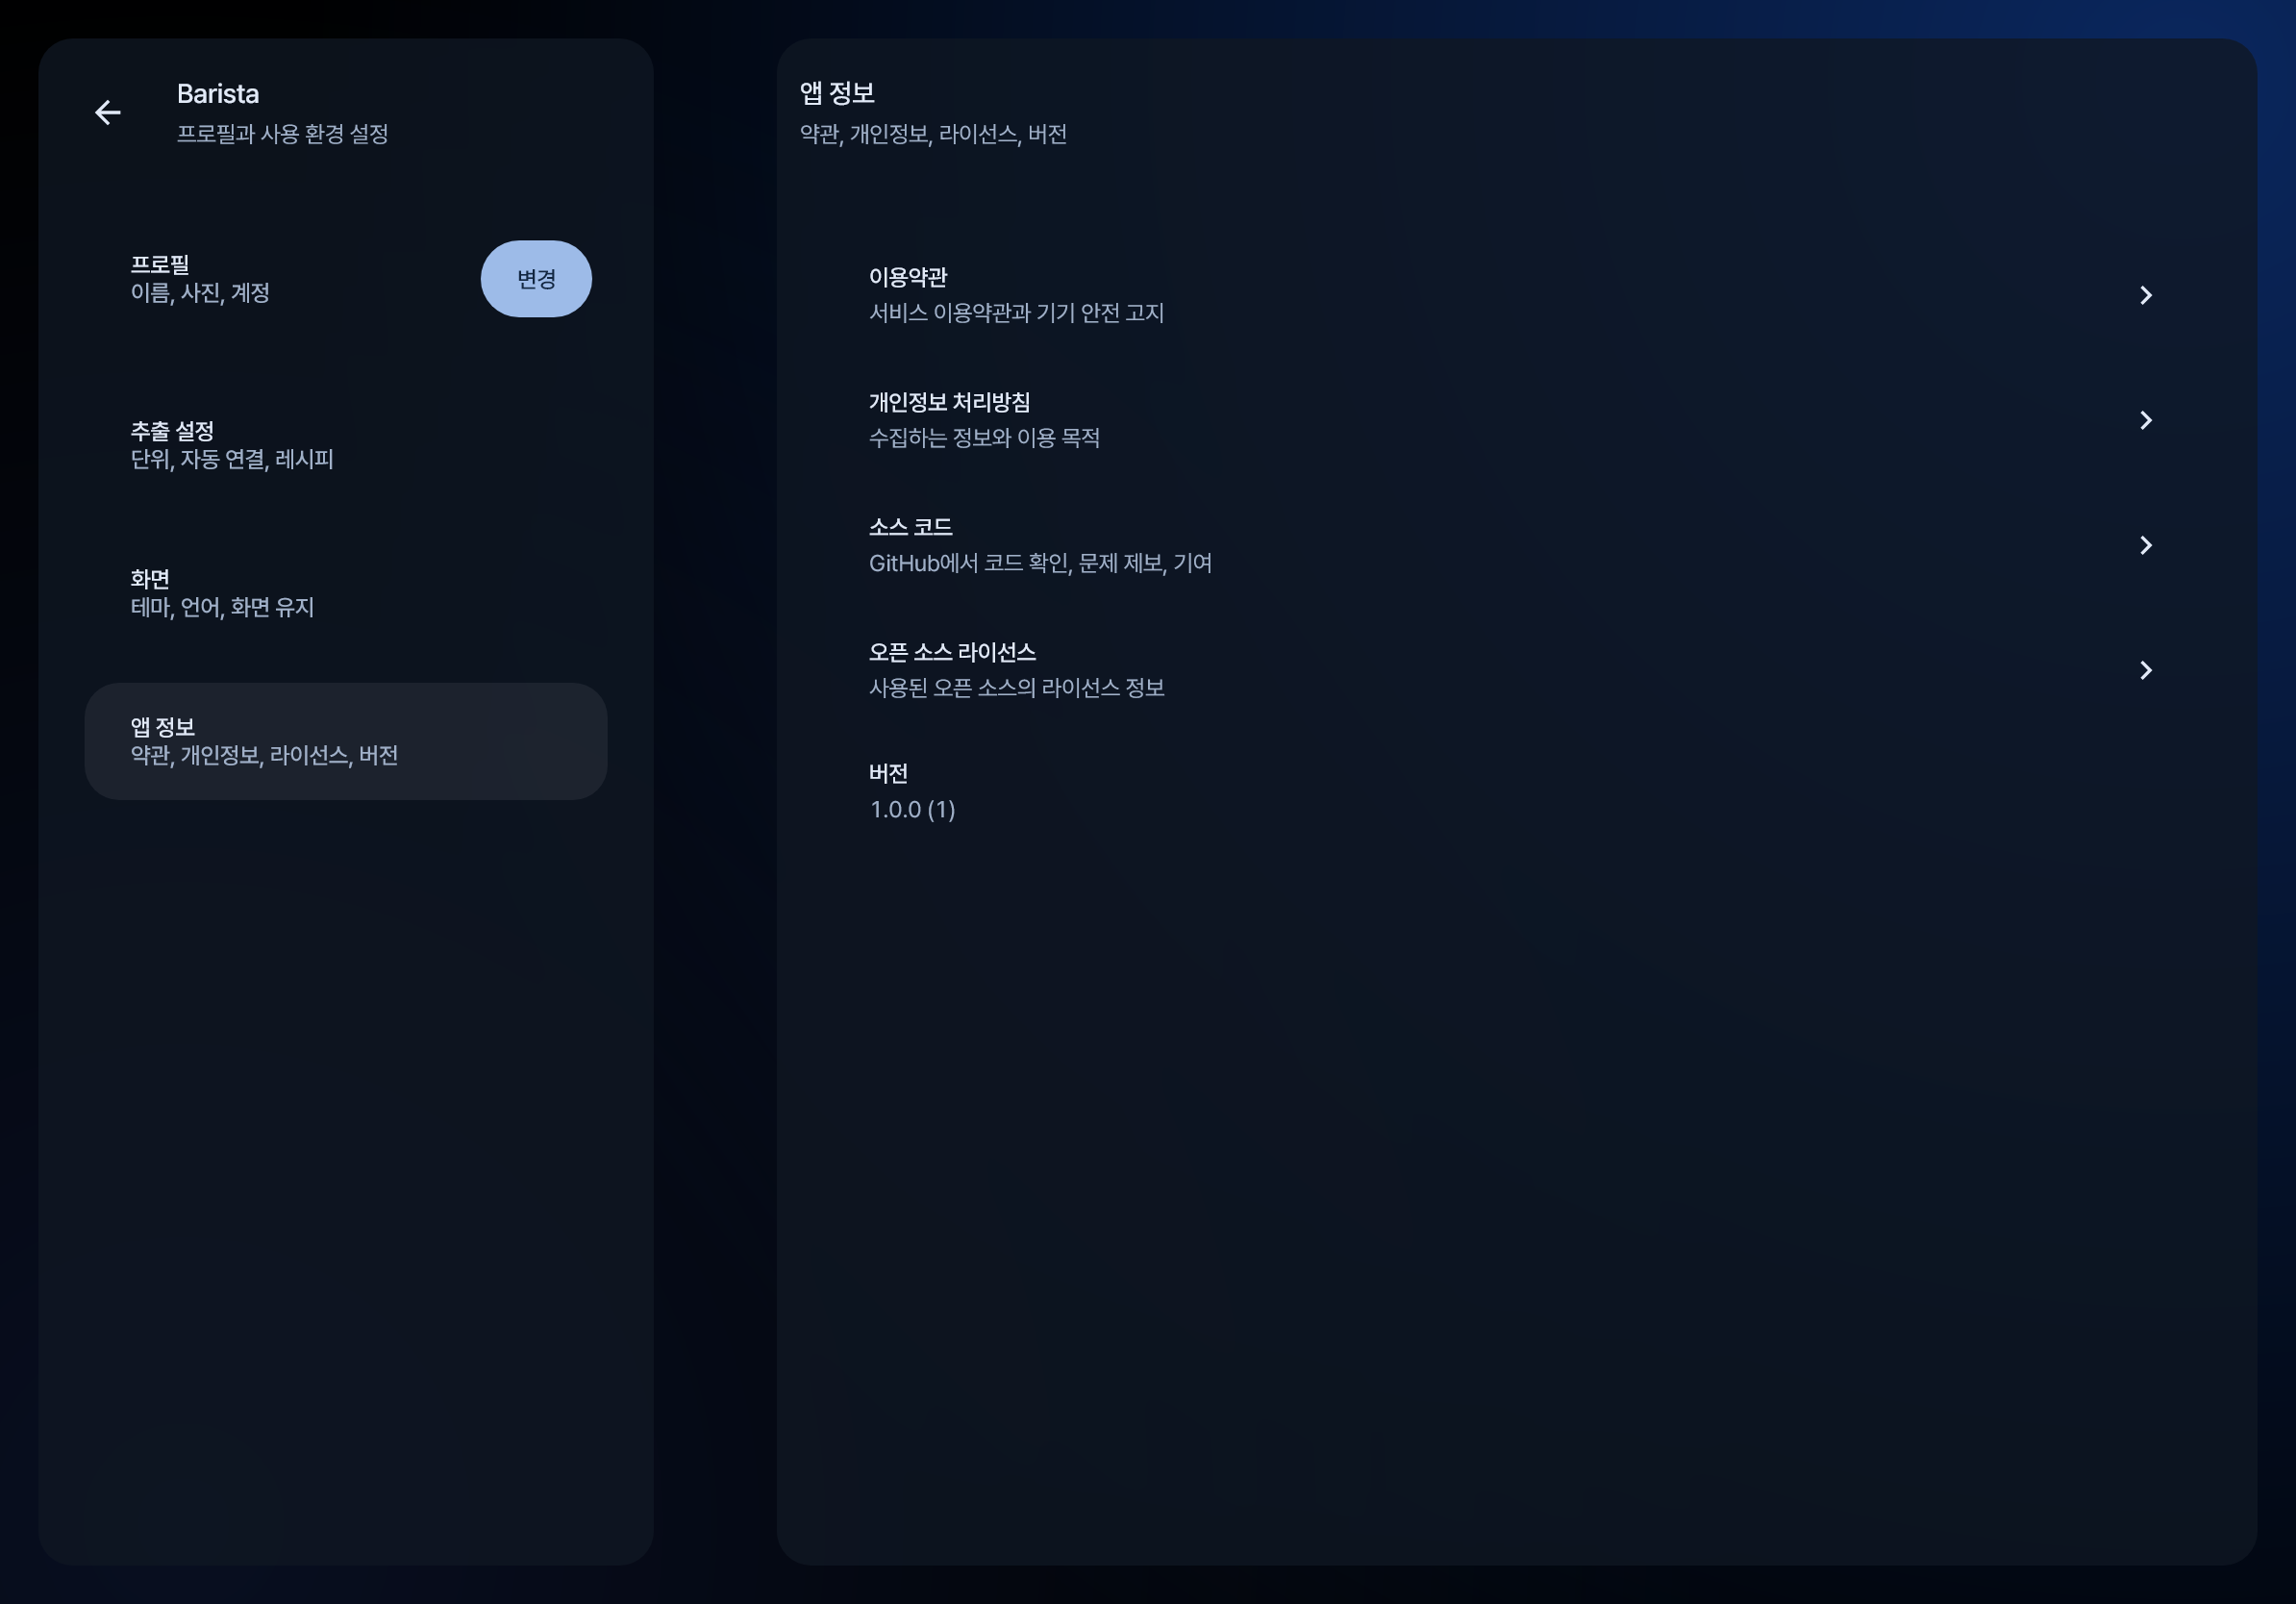 Barista
프로필과 사용 환경 설정
프로필
이름, 사진, 계정
변경
추출 설정
단위, 자동 연결, 레시피
화면
테마, 언어, 화면 유지
앱 정보
약관, 개인정보, 라이선스, 버전
앱 정보
약관, 개인정보, 라이선스, 버전
이용약관
서비스 이용약관과 기기 안전 고지
개인정보 처리방침
수집하는 정보와 이용 목적
소스 코드
GitHub에서 코드 확인, 문제 제보, 기여
오픈 소스 라이선스
사용된 오픈 소스의 라이선스 정보
버전
1.0.0 (1)